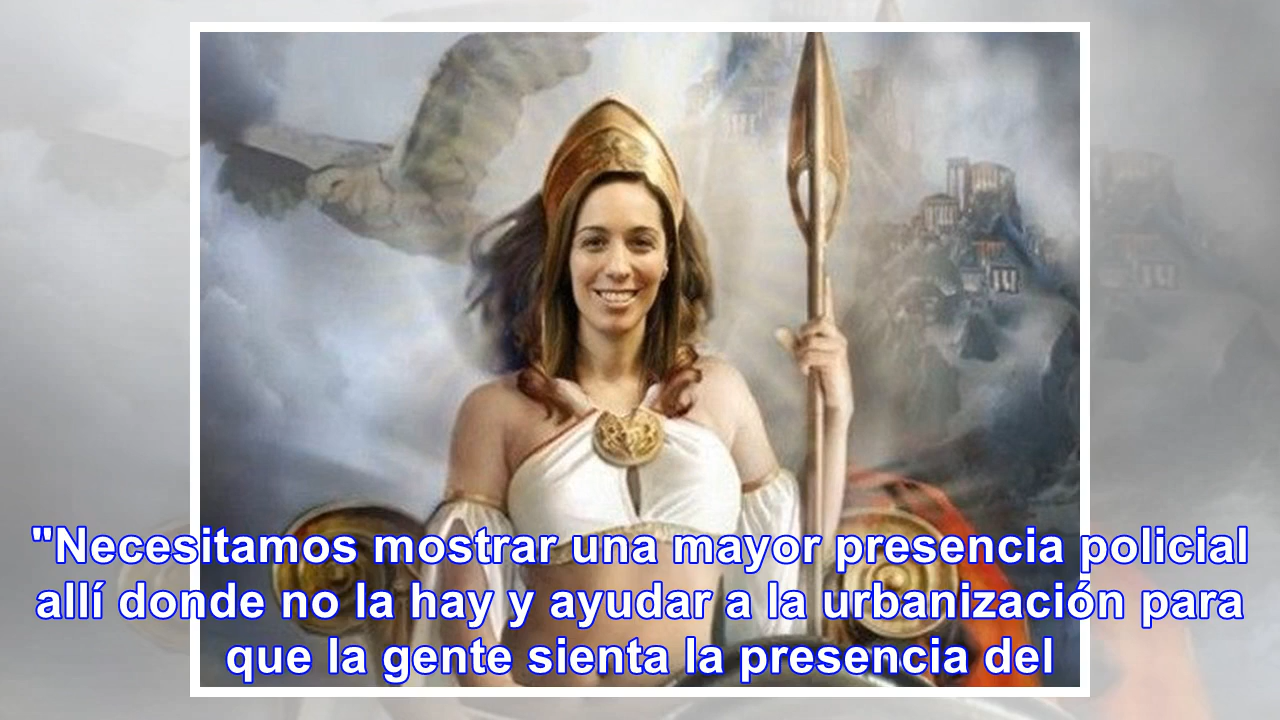 "Necesitamos mostrar una mayor presencia policial
allí donde no la hay y ayudar a la urbanización para
que la gente sienta la presencia del